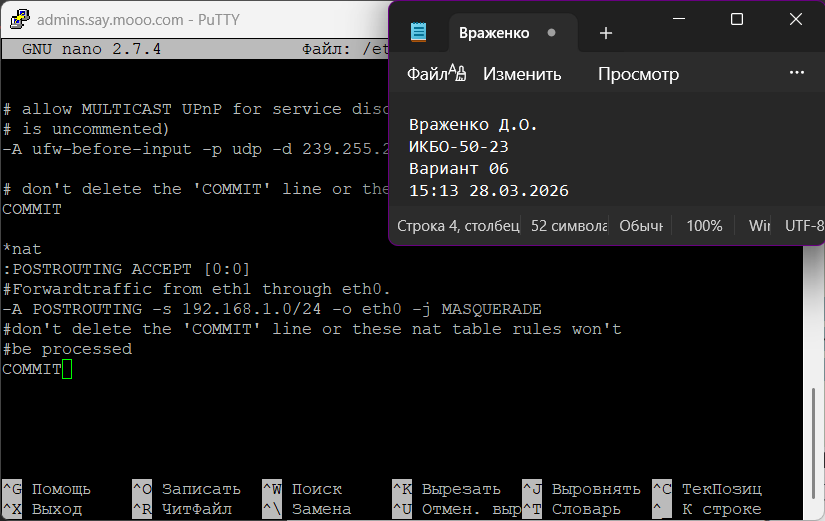 admins.say.mooo.com - PuTTY
GNU nano 2.7.4 Файл: /et
# allow MULTICAST UPnP for service disc
# is uncommented)
-A ufw-before-input -p udp -d 239.255.2
# don't delete the 'COMMIT' line or the
COMMIT
*nat
:POSTROUTING ACCEPT [0:0]
#Forwardtraffic from eth1 through eth0.
-A POSTROUTING -s 192.168.1.0/24 -o eth0 -j MASQUERADE
#don't delete the 'COMMIT' line or these nat table rules won't
#be processed
COMMIT
^G Помощь ^O Записать ^W Поиск ^K Вырезать ^J Выровнять ^C ТекПозиц
^X Выход ^R ЧитФайл ^\ Замена ^U Отмен. выр ^T Словарь ^_ К строке
Враженко
Файл Изменить Просмотр
Враженко Д.О.
ИКБО-50-23
Вариант 06
15:13 28.03.2026
Строка 4, столбец 52 символа Обычн 100% Win UTF-8